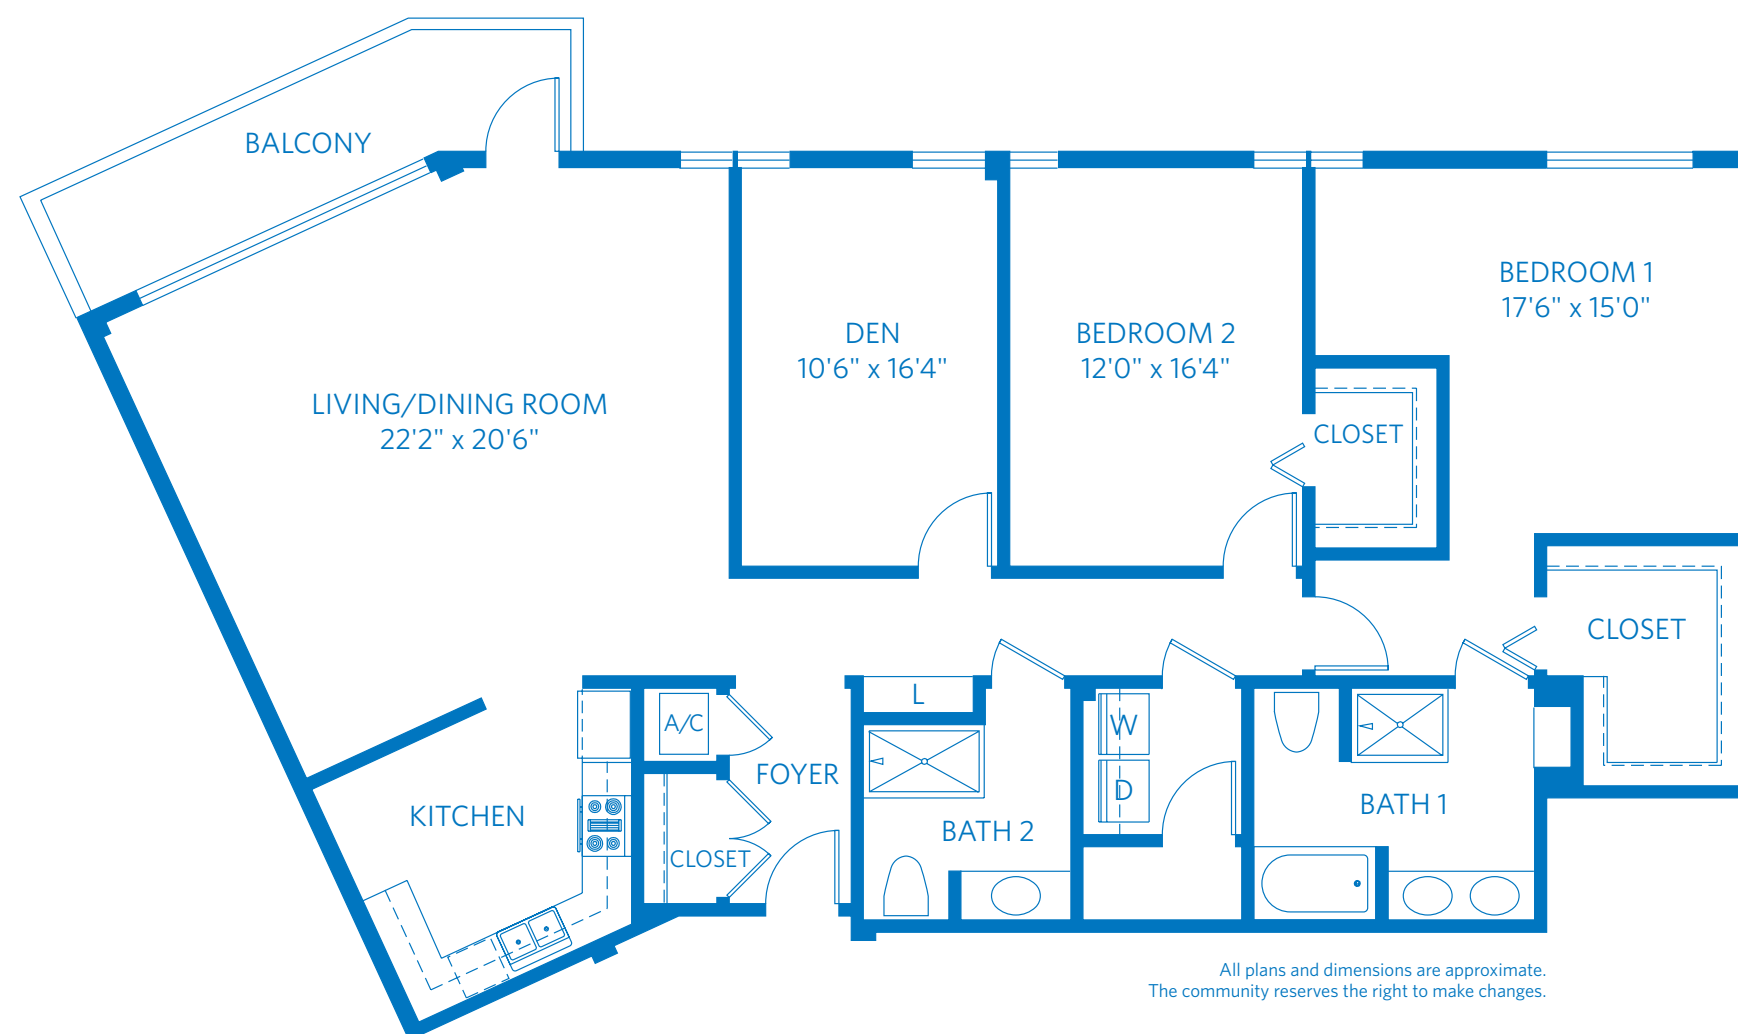 BALCONY
BEDROOM 1
17'6" x 15'0"
DEN
10'6" x 16'4"
BEDROOM 2
12'0" x 16'4"
LIVING/DINING ROOM
22'2" x 20'6"
CLOSET
CLOSET
L
A/C
W
FOYER
D
KITCHEN
BATH 1
BATH 2
CLOSET
All plans and dimensions are approximate.
The community reserves the right to make changes.